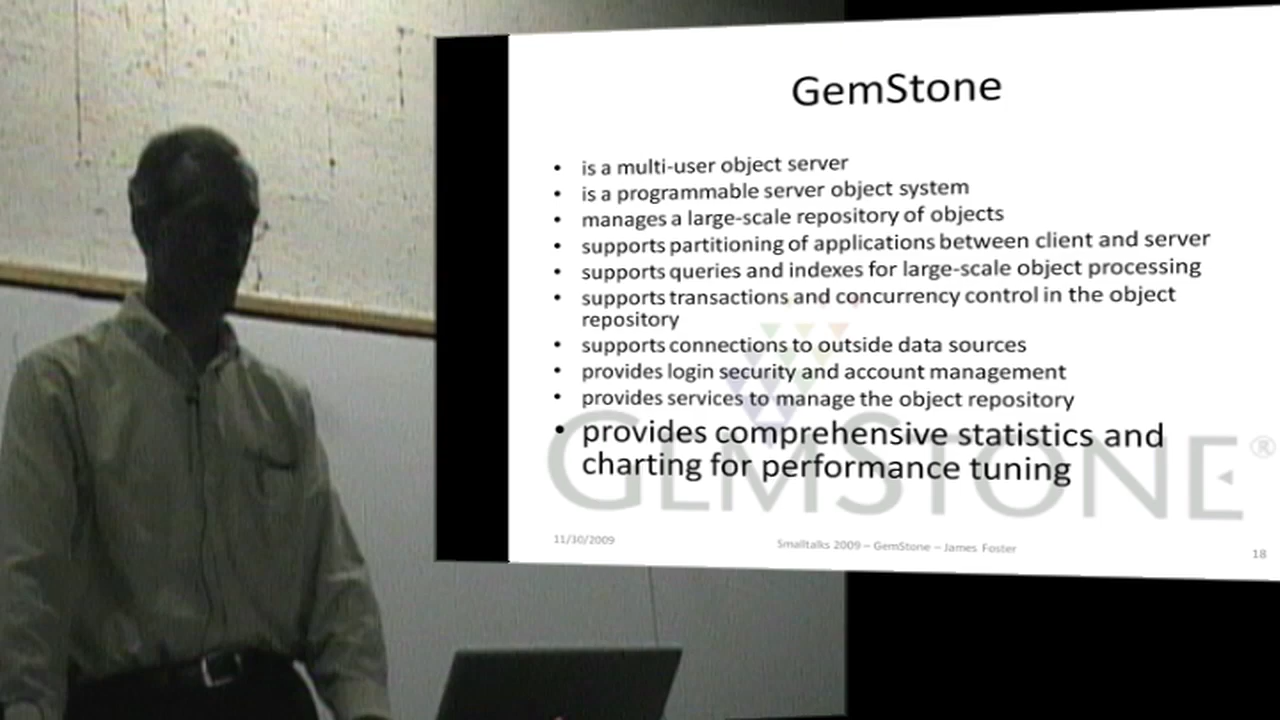 GemStone
• is a multi-user object server
• is a programmable server object system
• manages a large-scale repository of objects
• supports partitioning of applications between client and server
• supports queries and indexes for large-scale object processing
• supports transactions and concurrency control in the object
repository
• supports connections to outside data sources
• provides login security and account management
• provides services to manage the object repository
• provides comprehensive statistics and
charting for performance tuning
GEMSTONE®
11/10/2009
Smalltalks 2009 – GemStone – James Foster
18